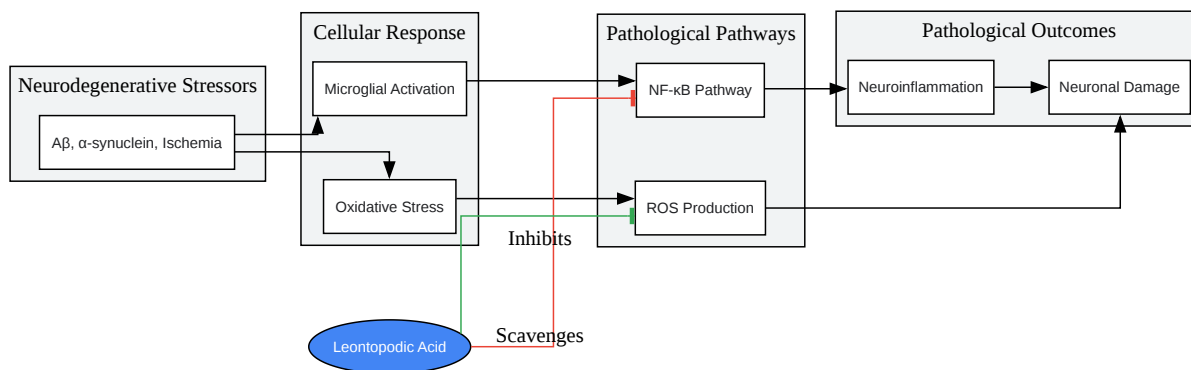 Neurodegenerative Stressors
Aβ, α-synuclein, Ischemia
Cellular Response
Microglial Activation
Oxidative Stress
Pathological Pathways
NF-κB Pathway
ROS Production
Pathological Outcomes
Neuroinflammation
Neuronal Damage
Inhibits
Scavenges
Leontopodic Acid